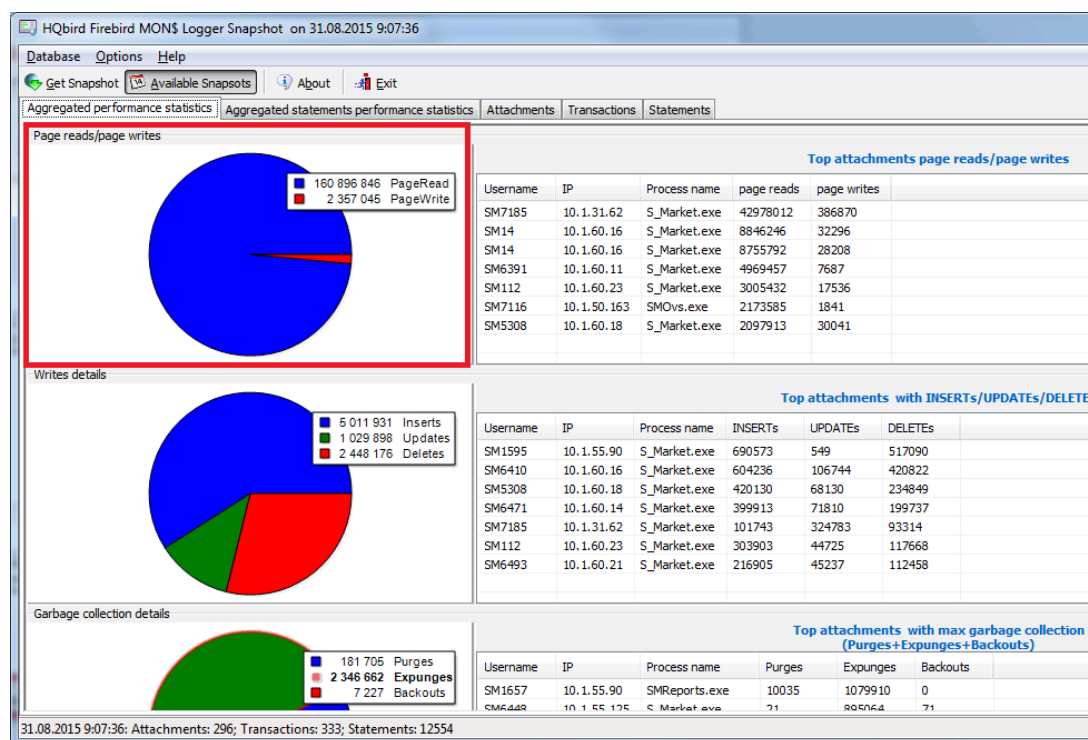 HQbird Firebird MON$ Logger Snapshot on 31.08.2015 9:07:36
Database Options Help
Get Snapshot Available Snapsots About Exit
Aggregated performance statistics Aggregated statements performance statistics Attachments Transactions Statements
Page reads/page writes
160 896 846 PageRead
2 357 045 PageWrite
Top attachments page reads/page writes
Username IP Process name page reads page writes
SM7185 10.1.31.62 S_Market.exe 42978012 386870
SM14 10.1.60.16 S_Market.exe 8846246 32296
SM14 10.1.60.16 S_Market.exe 8755792 28208
SM6391 10.1.60.11 S_Market.exe 4969457 7687
SM112 10.1.60.23 S_Market.exe 3005432 17536
SM7116 10.1.50.163 SMOvs.exe 2173585 1841
SM5308 10.1.60.18 S_Market.exe 2097913 30041
Writes details
5 011 931 Inserts
1 029 898 Updates
2 448 176 Deletes
Top attachments with INSERTs/UPDATEs/DELETE
Username IP Process name INSERTs UPDATEs DELETEs
SM1595 10.1.55.90 S_Market.exe 690573 549 517090
SM6410 10.1.60.16 S_Market.exe 604236 106744 420822
SM5308 10.1.60.18 S_Market.exe 420130 68130 234849
SM6471 10.1.60.14 S_Market.exe 399913 71810 199737
SM7185 10.1.31.62 S_Market.exe 101743 324783 93314
SM112 10.1.60.23 S_Market.exe 303903 44725 117668
SM6493 10.1.60.21 S_Market.exe 216905 45237 112458
Garbage collection details
181 705 Purges
2 346 662 Expunges
7 227 Backouts
Top attachments with max garbage collection
(Purges+Expunges+Backouts)
Username IP Process name Purges Expunges Backouts
SM1657 10.1.55.90 SMReports.exe 10035 1079910 0
SM6448 10.1.55.125 S_Market.exe 21 895064 71
31.08.2015 9:07:36: Attachments: 296; Transactions: 333; Statements: 12554